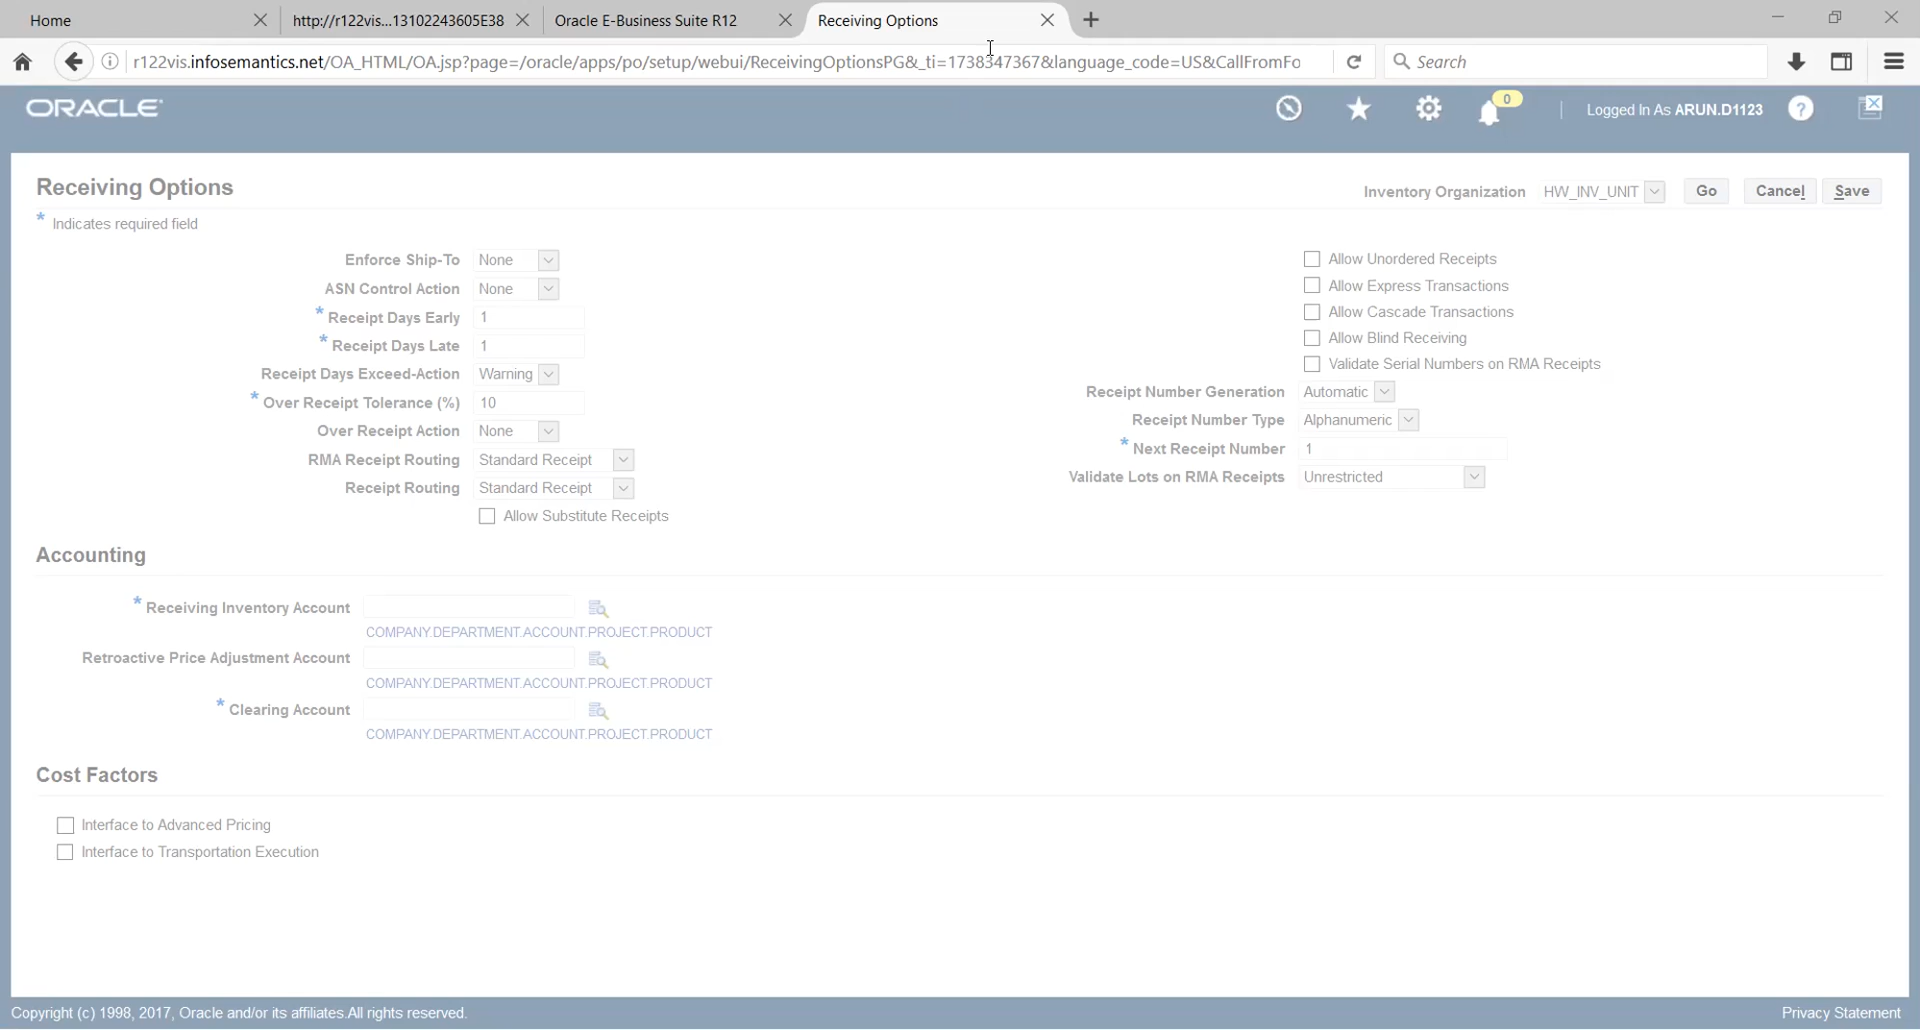 Home
http://r122vis...13102243605E38
Oracle E-Business Suite R12
Receiving Options
r122vis.infosemantics.net/OA_HTML/OA.jsp?page=/oracle/apps/po/setup/webui/ReceivingOptionsPG&_ti=1738347367&language_code=US&CallFromFo
Search
ORACLE
0
Logged In As ARUN.D1123
Receiving Options
Inventory Organization HW_INV_UNIT Go Cancel Save
* Indicates required field
Enforce Ship-To None
ASN Control Action None
* Receipt Days Early 1
* Receipt Days Late 1
Receipt Days Exceed-Action Warning
* Over Receipt Tolerance (%) 10
Over Receipt Action None
RMA Receipt Routing Standard Receipt
Receipt Routing Standard Receipt
Allow Substitute Receipts
Allow Unordered Receipts
Allow Express Transactions
Allow Cascade Transactions
Allow Blind Receiving
Validate Serial Numbers on RMA Receipts
Receipt Number Generation Automatic
Receipt Number Type Alphanumeric
* Next Receipt Number 1
Validate Lots on RMA Receipts Unrestricted
Accounting
* Receiving Inventory Account
COMPANY.DEPARTMENT.ACCOUNT.PROJECT.PRODUCT
Retroactive Price Adjustment Account
COMPANY.DEPARTMENT.ACCOUNT.PROJECT.PRODUCT
* Clearing Account
COMPANY.DEPARTMENT.ACCOUNT.PROJECT.PRODUCT
Cost Factors
Interface to Advanced Pricing
Interface to Transportation Execution
Copyright (c) 1998, 2017, Oracle and/or its affiliates.All rights reserved.
Privacy Statement